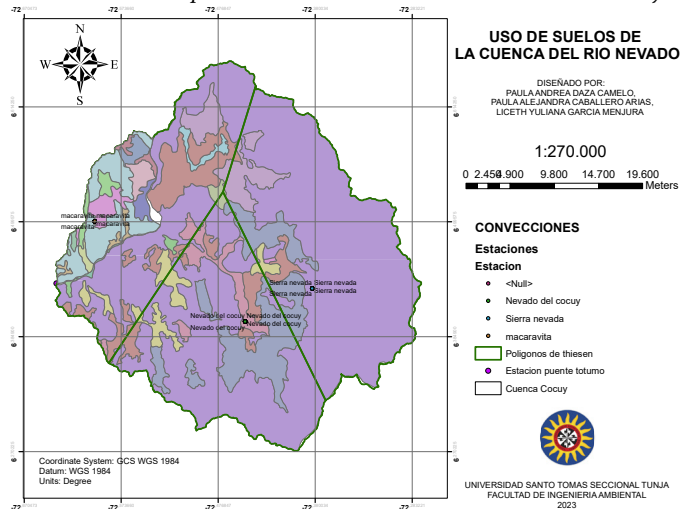 -72
-72
-72
-72
N
W
E
S
USO DE SUELOS DE
LA CUENCA DEL RIO NEVADO
DISEÑADO POR:
PAULA ANDREA DAZA CAMELO,
PAULA ALEJANDRA CABALLERO ARIAS,
LICETH YULIANA GARCIA MENJURA
1:270.000
0 2.450 4.900 9.800 14.700 19.600
Meters
CONVECCIONES
Estaciones
Estacion
<Null>
Nevado del cocuy
Sierra nevada
macaravita
Poligonos de thiesen
Estacion puente totumo
Cuenca Cocuy
macaravita macaravita
macaravita macaravita
Sierra nevada Sierra nevada
Sierra nevada Sierra nevada
Nevado del cocuy Nevado del cocuy
Nevado del cocuy Nevado del cocuy
Coordinate System: GCS WGS 1984
Datum: WGS 1984
Units: Degree
UNIVERSIDAD SANTO TOMAS SECCIONAL TUNJA
FACULTAD DE INGENIERIA AMBIENTAL
2023
-72
-72
-72
-72